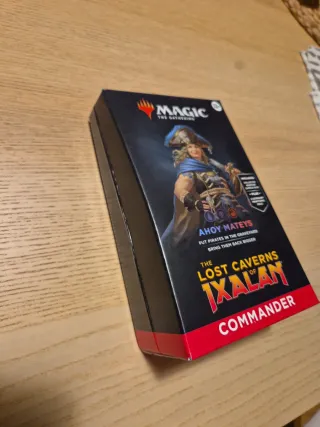 MAGIC
THE GATHERING
AHOY MATEYS
PUT PIRATES IN THE GRAVEYARD
BRING THEM BACK BIGGER
THE
LOST CAVERNS
OF
IXALAN
COMMANDER